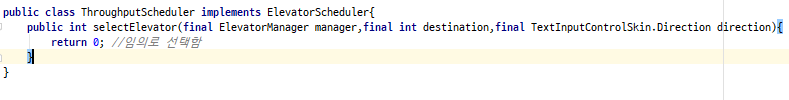 public class ThroughputScheduler implements ElevatorScheduler{
    public int selectElevator(final ElevatorManager manager,final int destination,final TextInputControlSkin.Direction direction){
        return 0; //임의로 선택함
    }
}